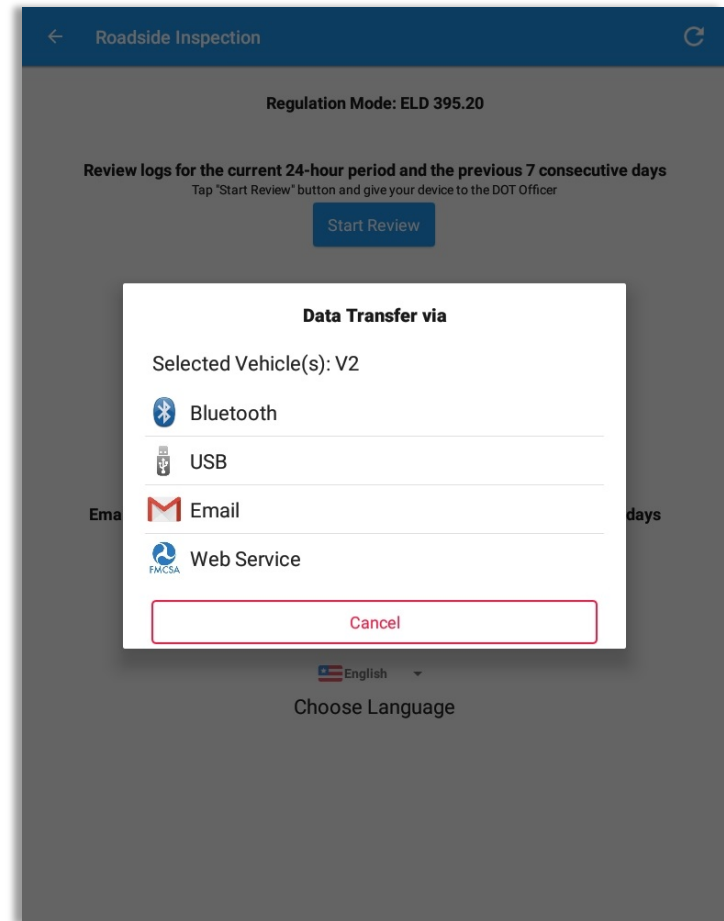 Roadside Inspection
Regulation Mode: ELD 395.20
Review logs for the current 24-hour period and the previous 7 consecutive days
Tap "Start Review" button and give your device to the DOT Officer
Start Review
Data Transfer via
Selected Vehicle(s): V2
Bluetooth
USB
Ema days
Email
FMCSA
Web Service
Cancel
English
Choose Language